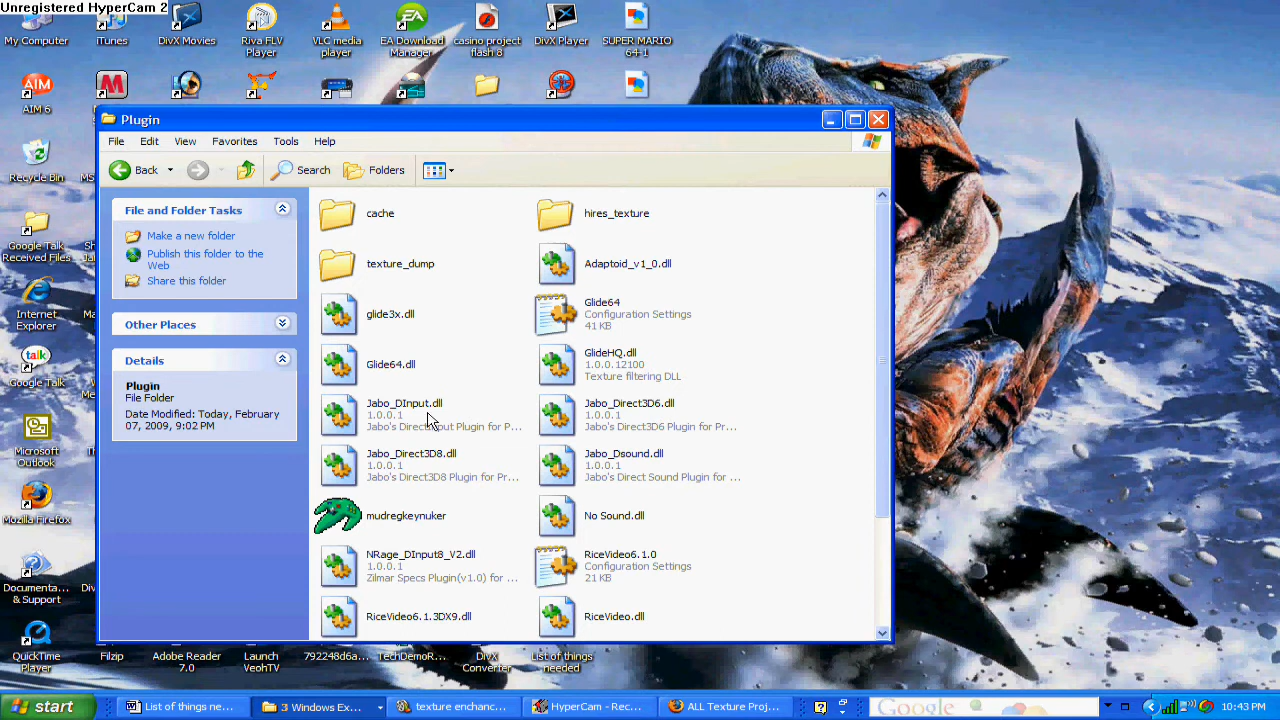 Unregistered HyperCam 2
My Computer
iTunes
DivX Movies
Riva FLV
Player
VLC media
player
EA Download
Manager
casino project
flash 8
DivX Player
SUPER MARIO
64-1
AIM 6
Recycle Bin
Google Talk
Received Files
Internet
Explorer
Google Talk
Microsoft
Outlook
Mozilla Firefox
Documenta...
& Support
QuickTime
Player
Filzip
Adobe Reader
7.0
Launch
VeohTV
792248d6a...
TechDemoR...
DivX
Converter
List of things
needed
Plugin
File Edit View Favorites Tools Help
Back Search Folders
File and Folder Tasks
Make a new folder
Publish this folder to the
Web
Share this folder
Other Places
Details
Plugin
File Folder
Date Modified: Today, February
07, 2009, 9:02 PM
cache
hires_texture
texture_dump
Adaptoid_v1_0.dll
glide3x.dll
Glide64
Configuration Settings
41 KB
Glide64.dll
GlideHQ.dll
1.0.0.12100
Texture filtering DLL
Jabo_DInput.dll
1.0.0.1
Jabo's Direct put Plugin for P...
Jabo_Direct3D6.dll
1.0.0.1
Jabo's Direct3D6 Plugin for Pr...
Jabo_Direct3D8.dll
1.0.0.1
Jabo's Direct3D8 Plugin for Pr...
Jabo_Dsound.dll
1.0.0.1
Jabo's Direct Sound Plugin for ...
mudregkeynuker
No Sound.dll
NRage_DInput8_V2.dll
1.0.0.1
Zilmar Specs Plugin(v1.0) for ...
RiceVideo6.1.0
Configuration Settings
21 KB
RiceVideo6.1.3DX9.dll
RiceVideo.dll
start
List of things ne...
3 Windows Ex...
texture enchanc...
HyperCam - Rec...
ALL Texture Proj...
Google
10:43 PM